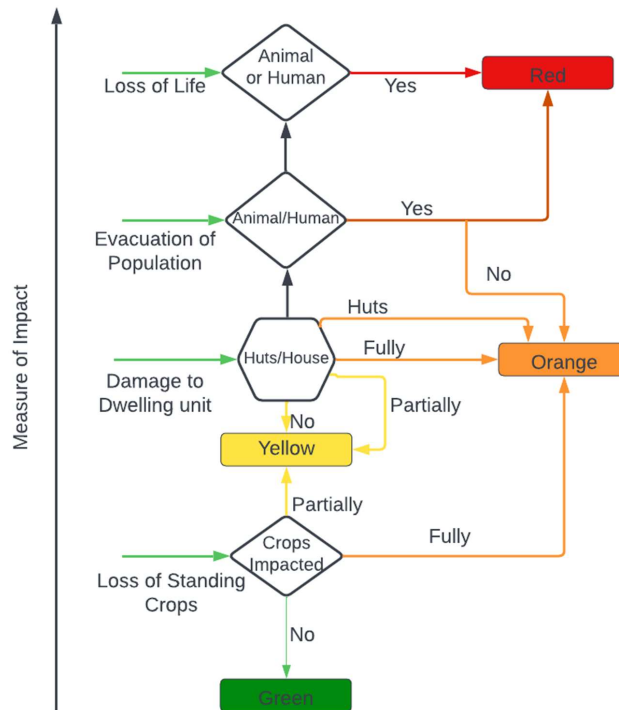 Animal
or Human
Red
Loss of Life
Yes
Animal/Human
Yes
Evacuation of
Population
No
Huts
Huts/House
Fully
Orange
Damage to
Dwelling unit
Partially
No
Yellow
Partially
Crops
Impacted
Fully
Loss of Standing
Crops
No
Green
Measure of Impact